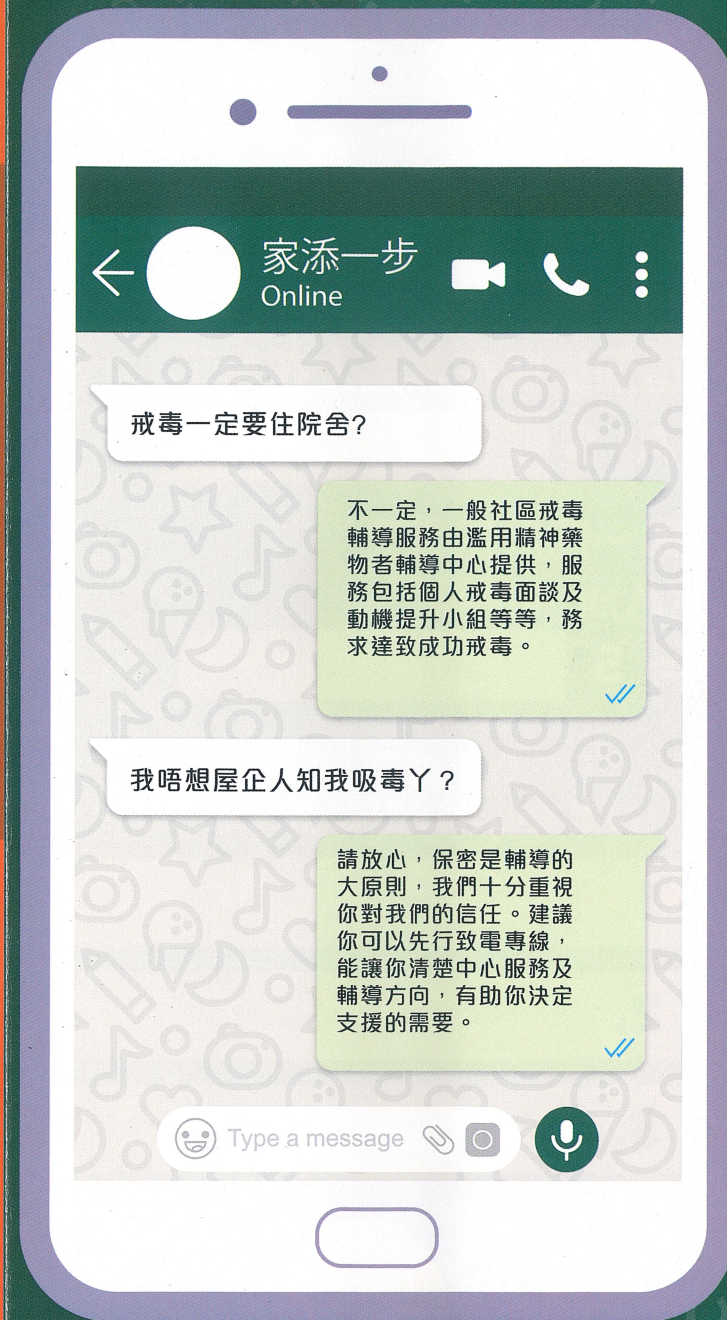 家添一步
Online
戒毒一定要住院舍?
不一定，一般社區戒毒
輔導服務由濫用精神藥
物者輔導中心提供，服
務包括個人戒毒面談及
動機提升小組等等，務
求達致成功戒毒。
我唔想屋企人知我吸毒丫？
請放心，保密是輔導的
大原則，我們十分重視
你對我們的信任。建議
你可以先行致電專線，
能讓你清楚中心服務及
輔導方向，有助你決定
支援的需要。
Type a message